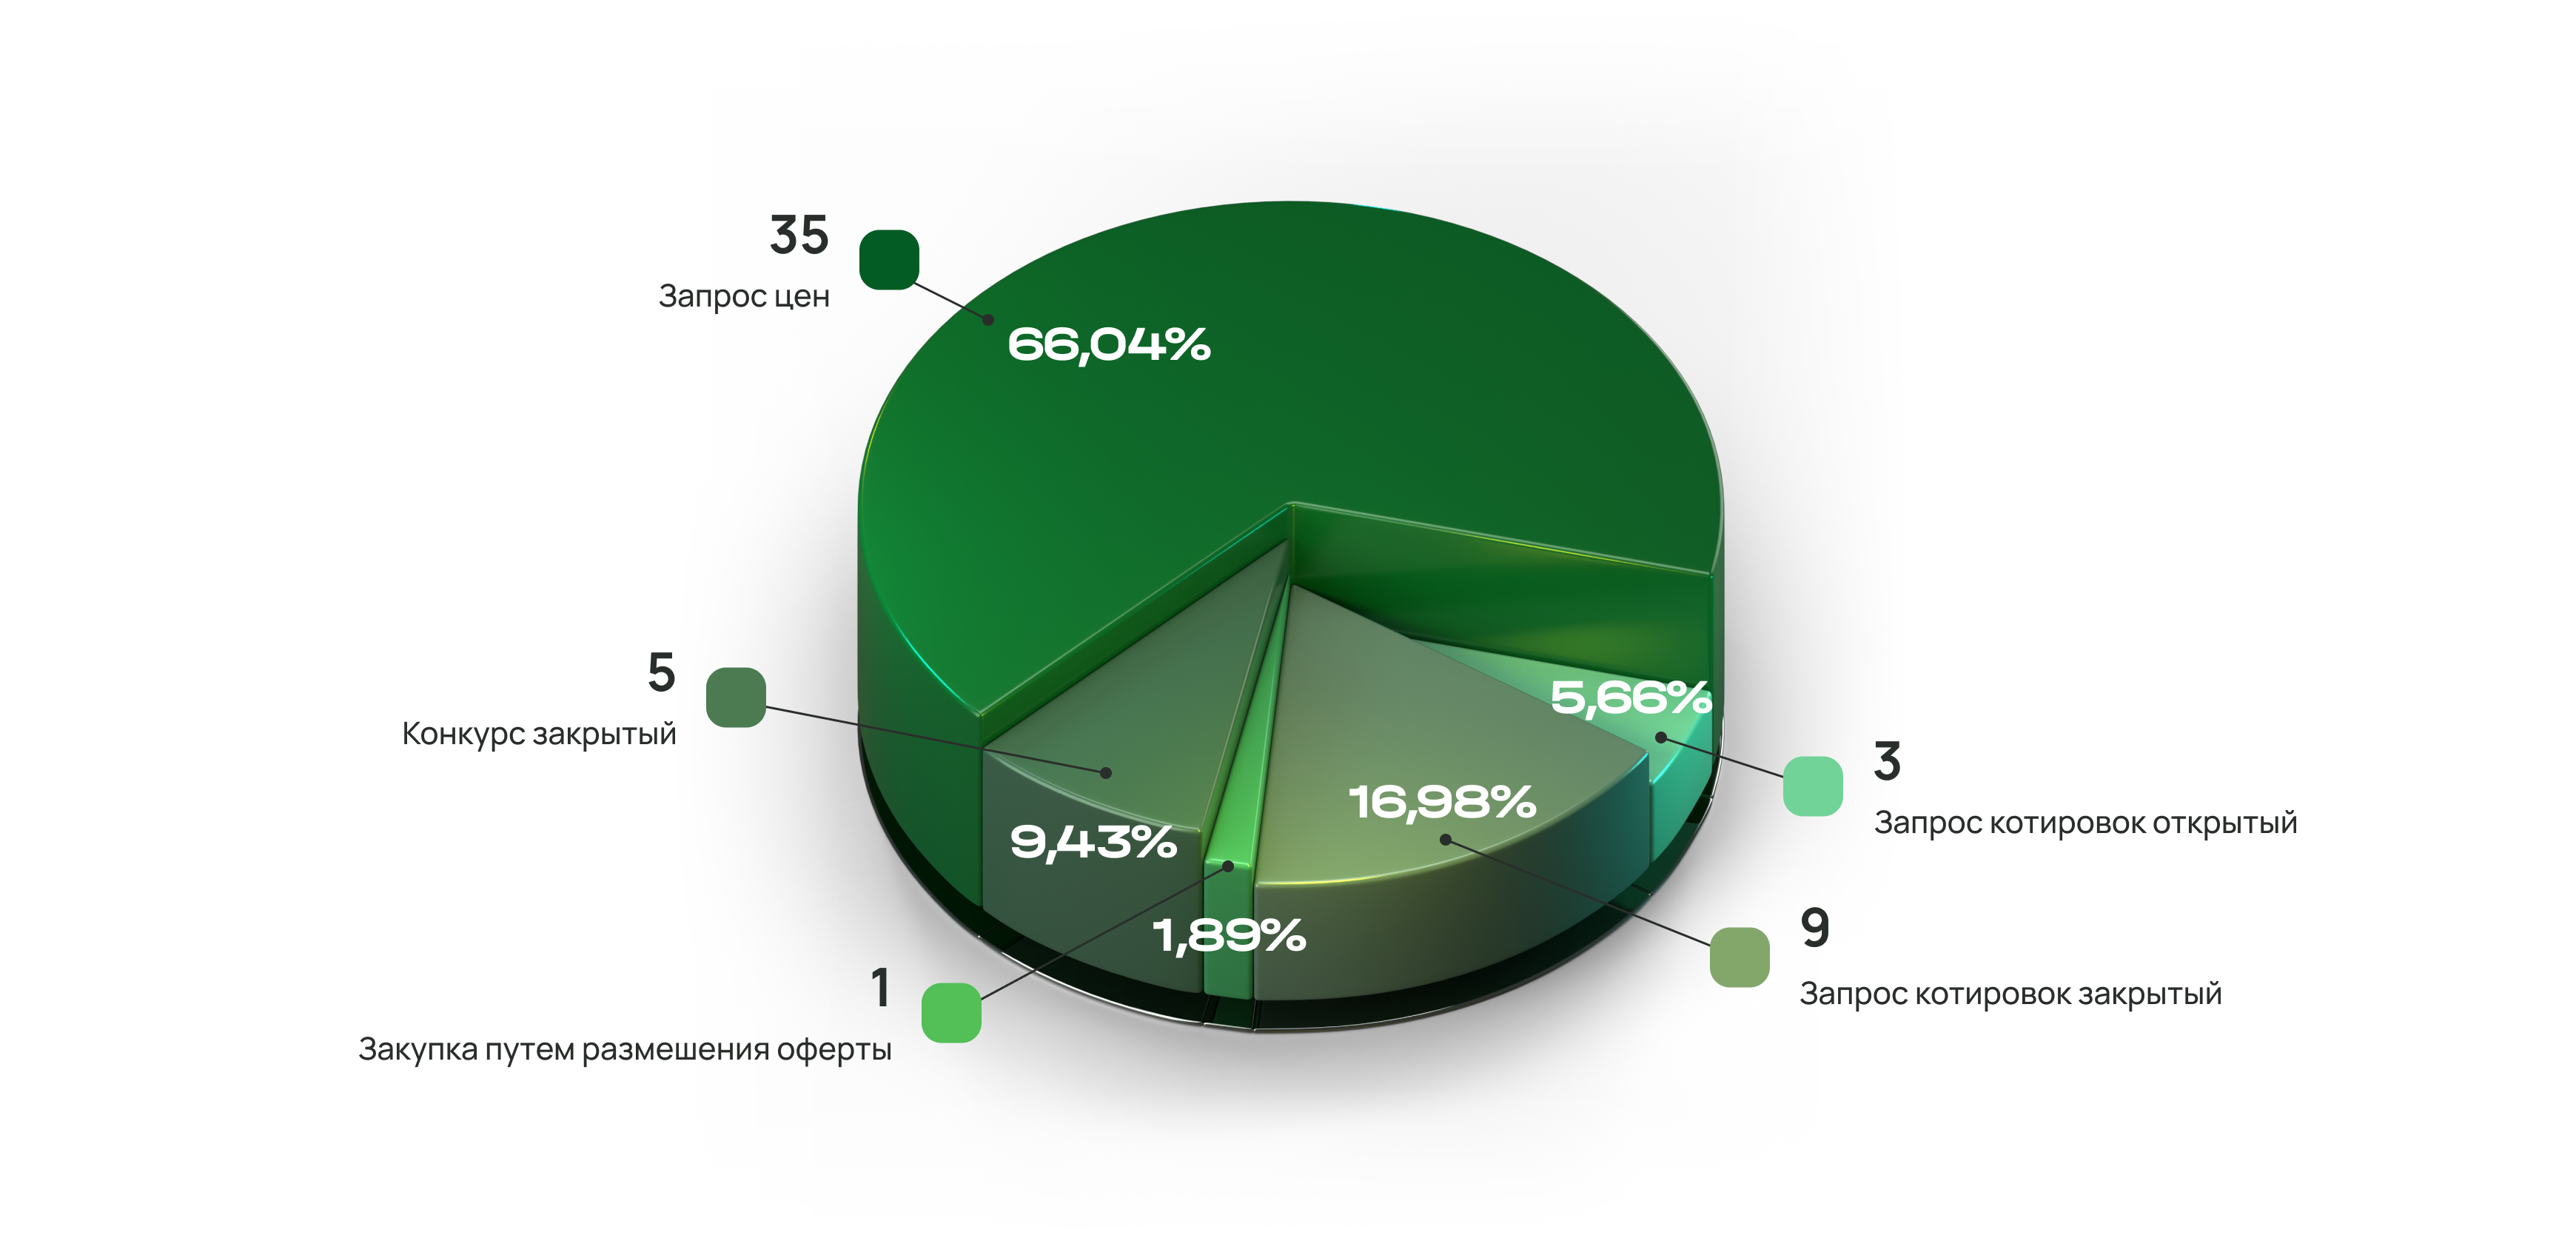 35
Запрос цен
66,04%
5
Конкурс закрытый
5,66%
3
Запрос котировок открытый
16,98%
9,43%
9
Запрос котировок закрытый
1,89%
1
Закупка путем размешения оферты